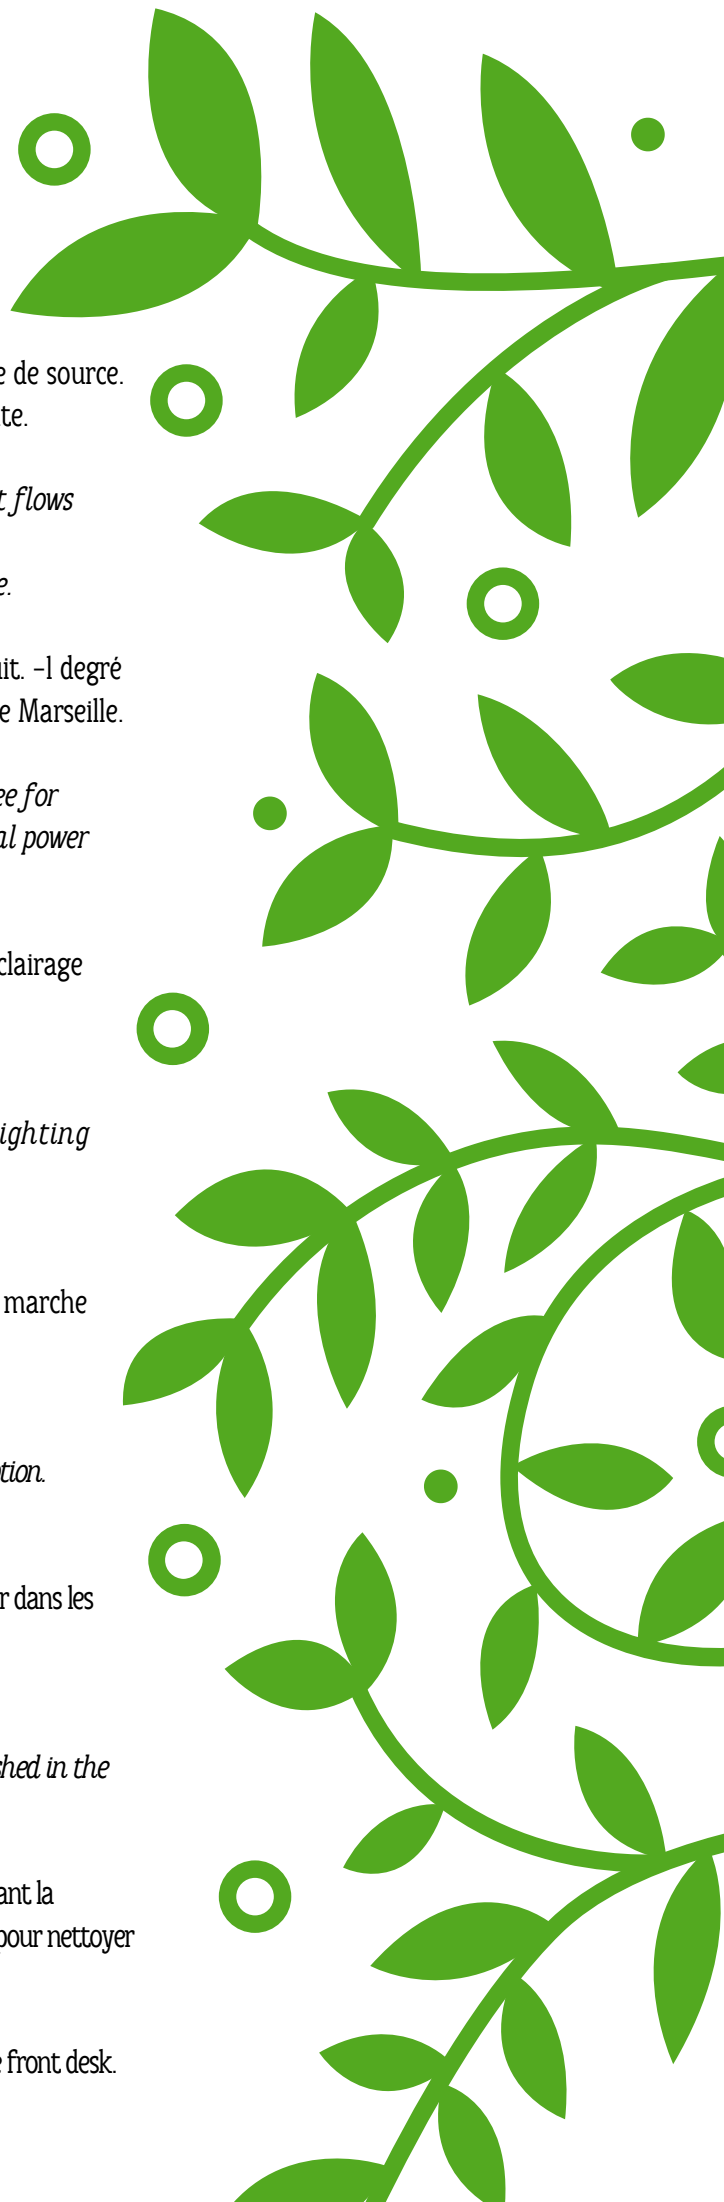 e de source.
te.
t flows
e.
uit. -1 degré
e Marseille.
ee for
al power
clairage
ighting
marche
tion.
r dans les
shed in the
ant la
pour nettoyer
e front desk.